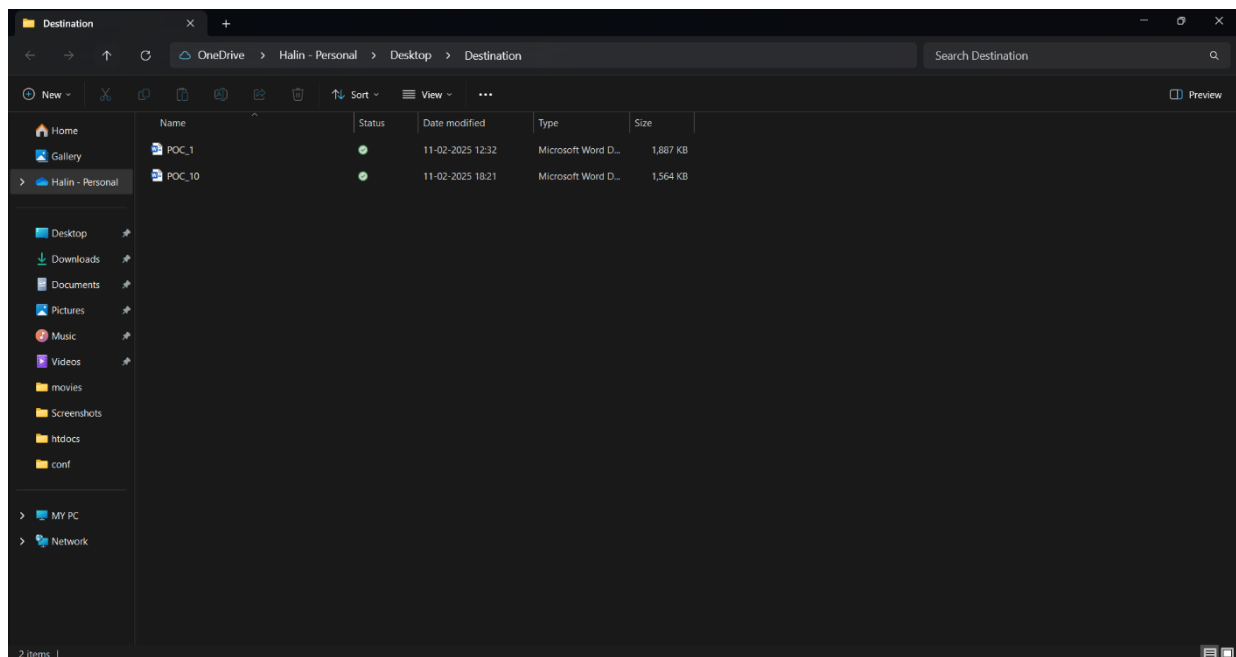 Destination
OneDrive > Halin - Personal > Desktop > Destination
Search Destination
New
Sort
View
Preview
Home
Gallery
Halin - Personal
Desktop
Downloads
Documents
Pictures
Music
Videos
movies
Screenshots
htdocs
conf
MY PC
Network
Name Status Date modified Type Size
POC_1 11-02-2025 12:32 Microsoft Word D... 1,887 KB
POC_10 11-02-2025 18:21 Microsoft Word D... 1,564 KB
2 items